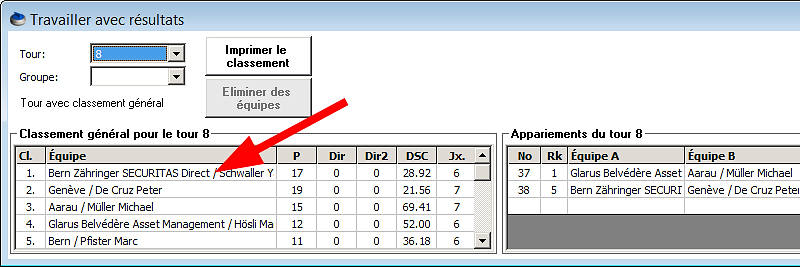 Travailler avec résultats
Tour: 8
Groupe:
Tour avec classement général
Imprimer le
classement
Eliminer des
équipes
Classement général pour le tour 8
Cl. Équipe P Dir Dir2 DSC Jx.
1. Bern Zähringer SECURITAS Direct / Schwaller Y 17 0 0 28.92 6
2. Genève / De Cruz Peter 19 0 0 21.56 7
3. Aarau / Müller Michael 15 0 0 69.41 7
4. Glarus Belvédère Asset Management / Hösli Ma 12 0 0 52.00 6
5. Bern / Pfister Marc 11 0 0 36.18 6
Appariements du tour 8
No Rk Équipe A Équipe B
37 1 Glarus Belvédère Asset Aarau / Müller Michael
38 5 Bern Zähringer SECURI Genève / De Cruz Peter